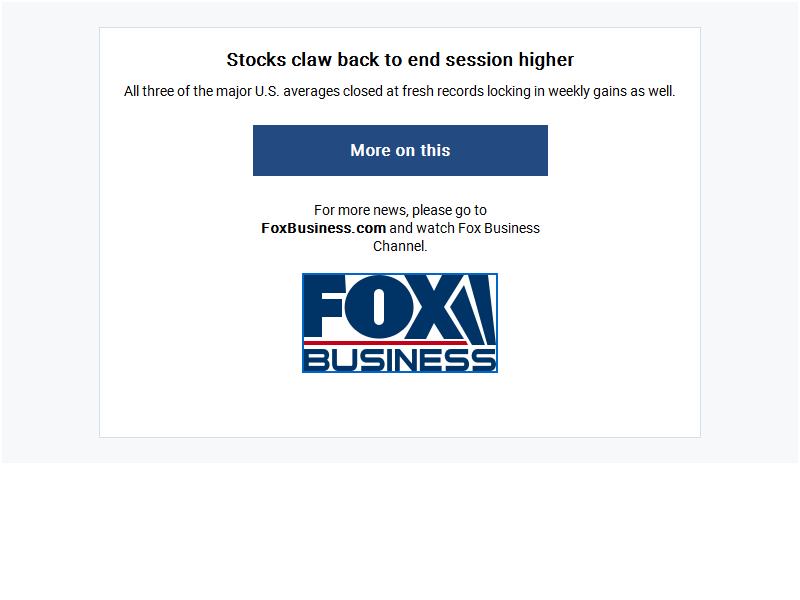 Stocks claw back to end session higher
All three of the major U.S. averages closed at fresh records locking in weekly gains as well.
More on this
For more news, please go to
FoxBusiness.com and watch Fox Business
Channel.
FOX
BUSINESS